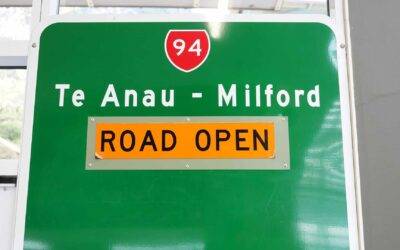 94
Te Anau - Milford
ROAD OPEN